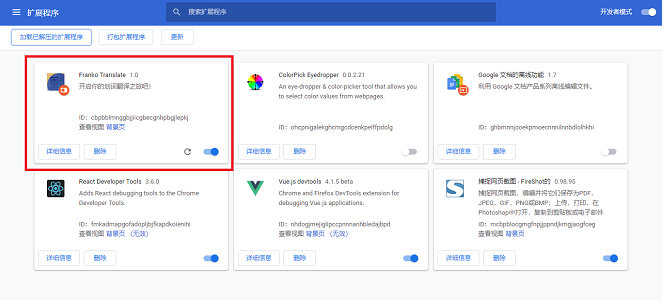 扩展程序
搜索扩展程序
开发者模式
加载已解压的扩展程序
打包扩展程序
更新
Franko Translate 1.0
开启你的划词翻译之旅吧！
ID：cbpbblmnggbjjiicgbecgnhpbgjlepkj
查看视图 背景页
详细信息
删除
ColorPick Eyedropper 0.0.2.21
An eye-dropper & color-picker tool that allows you
to select color values from webpages.
ID：ohcpnigalekghcmgcdcenkpelffpdolg
详细信息
删除
Google 文档的离线功能 1.7
利用 Google 文档产品系列离线编辑文件。
ID：ghbmnnjooekpmoecnnnilnnbdlolhkhi
详细信息
删除
React Developer Tools 3.6.0
Adds React debugging tools to the Chrome
Developer Tools.
ID：fmkadmapgofadopljbjfkapdkoienihi
查看视图 背景页 （无效）
详细信息
删除
Vue.js devtools 4.1.5 beta
Chrome and Firefox DevTools extension for
debugging Vue.js applications.
ID：nhdogjmejiglipccpnnnanhbledajbpd
查看视图 背景页 （无效）
详细信息
删除
捕捉网页截图 - FireShot的 0.98.95
捕捉网页截图，编辑并将它们保存为PDF，
JPEG，GIF，PNG或BMP；上传，打印，在
Photoshop中打开，复制到剪贴板或电子邮件
ID：mcbpblocgmgfnpjjppndjkmgjaogfceg
查看视图 背景页 （无效）
详细信息
删除